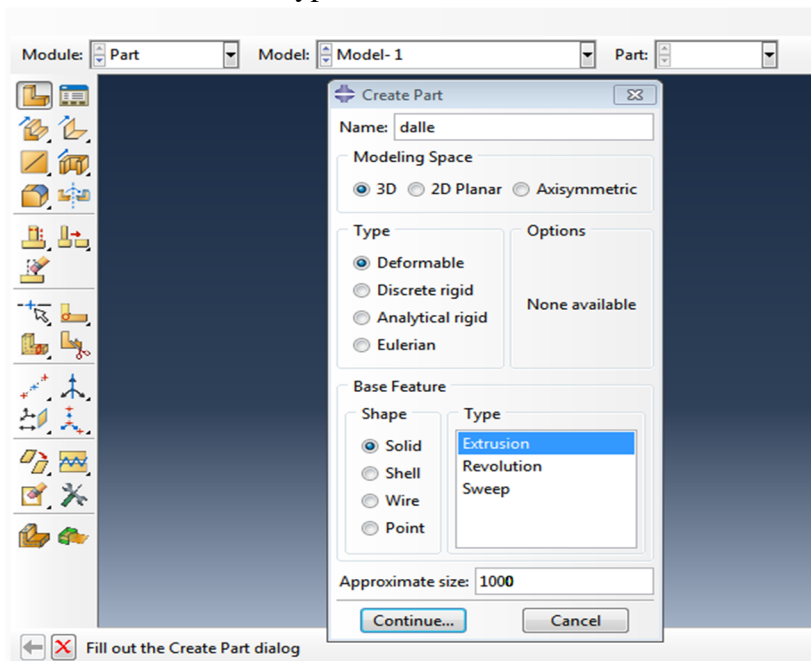 Module: Part Model: Model- 1 Part:
Create Part
Name: dalle
Modeling Space
3D 2D Planar Axisymmetric
Type Options
Deformable
Discrete rigid
None available
Analytical rigid
Eulerian
Base Feature
Shape Type
Solid Extrusion
Shell Revolution
Wire Sweep
Point
Approximate size: 1000
Continue... Cancel
Fill out the Create Part dialog